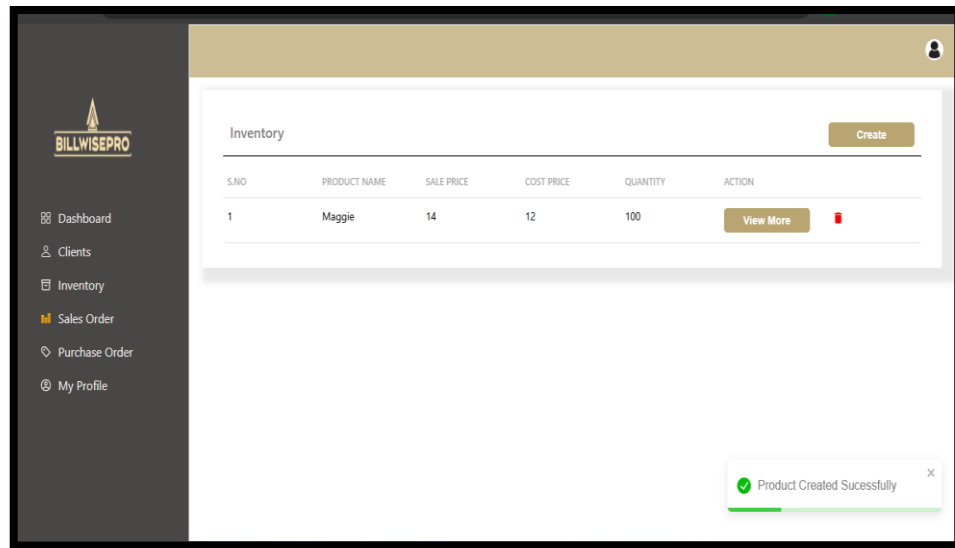 BILLWISEPRO
Dashboard
Clients
Inventory
Sales Order
Purchase Order
My Profile
Inventory
Create
S.NO PRODUCT NAME SALE PRICE COST PRICE QUANTITY ACTION
1 Maggie 14 12 100 View More
Product Created Sucessfully